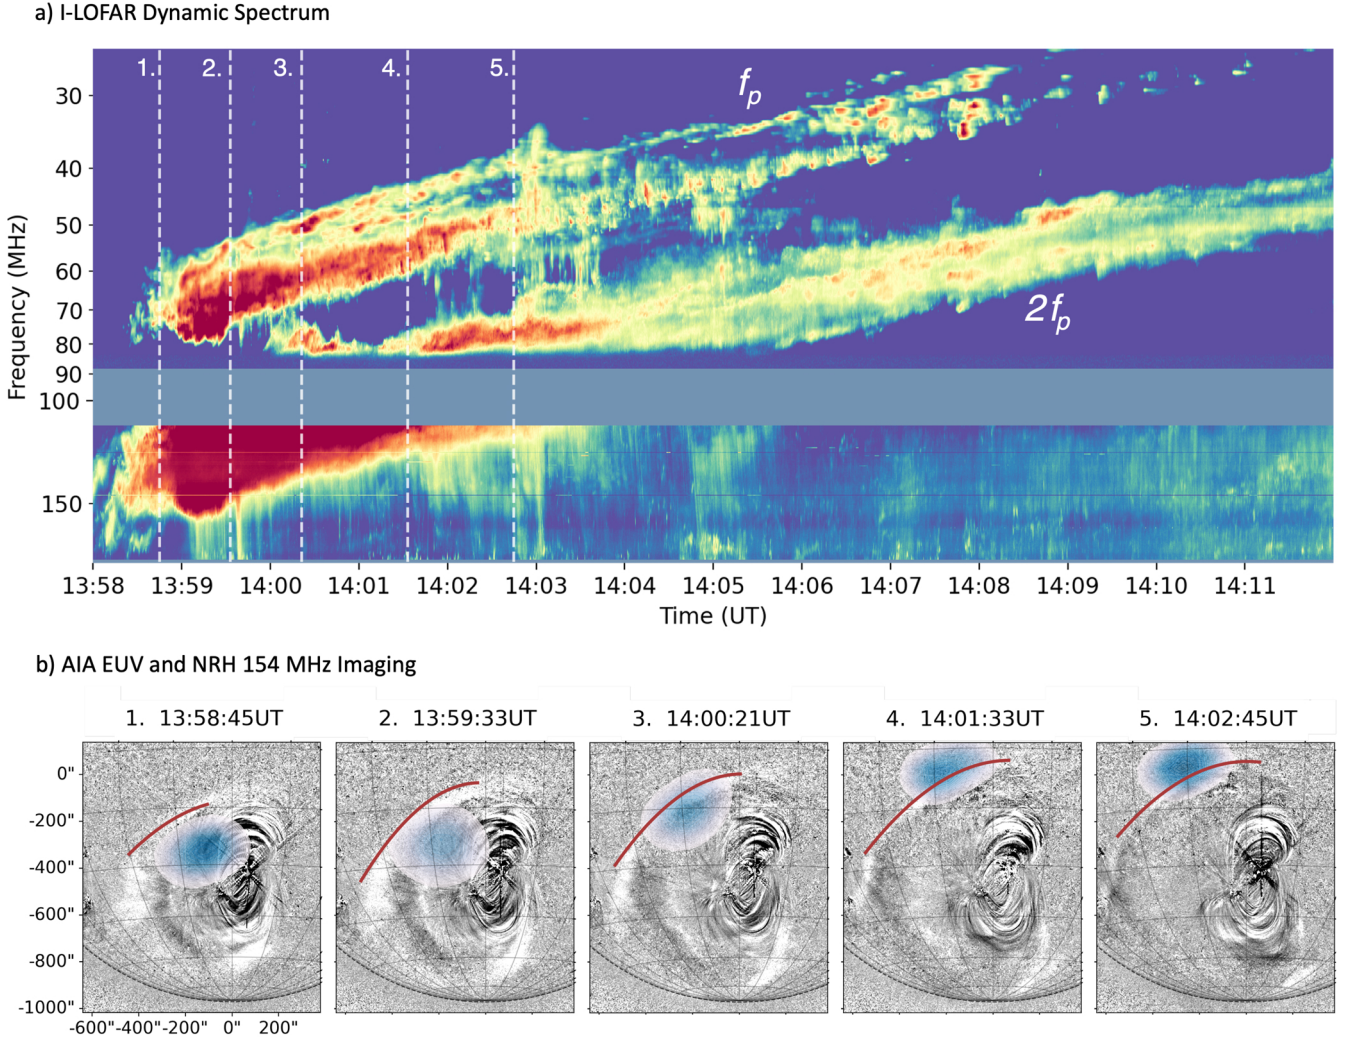 a) I-LOFAR Dynamic Spectrum
1. 2. 3. 4. 5.
fp
2fp
30
40
50
60
70
80
90
100
150
Frequency (MHz)
13:58 13:59 14:00 14:01 14:02 14:03 14:04 14:05 14:06 14:07 14:08 14:09 14:10 14:11
Time (UT)
b) AIA EUV and NRH 154 MHz Imaging
1. 13:58:45UT 2. 13:59:33UT 3. 14:00:21UT 4. 14:01:33UT 5. 14:02:45UT
0"
-200"
-400"
-600"
-800"
-1000"
-600" -400" -200" 0" 200"